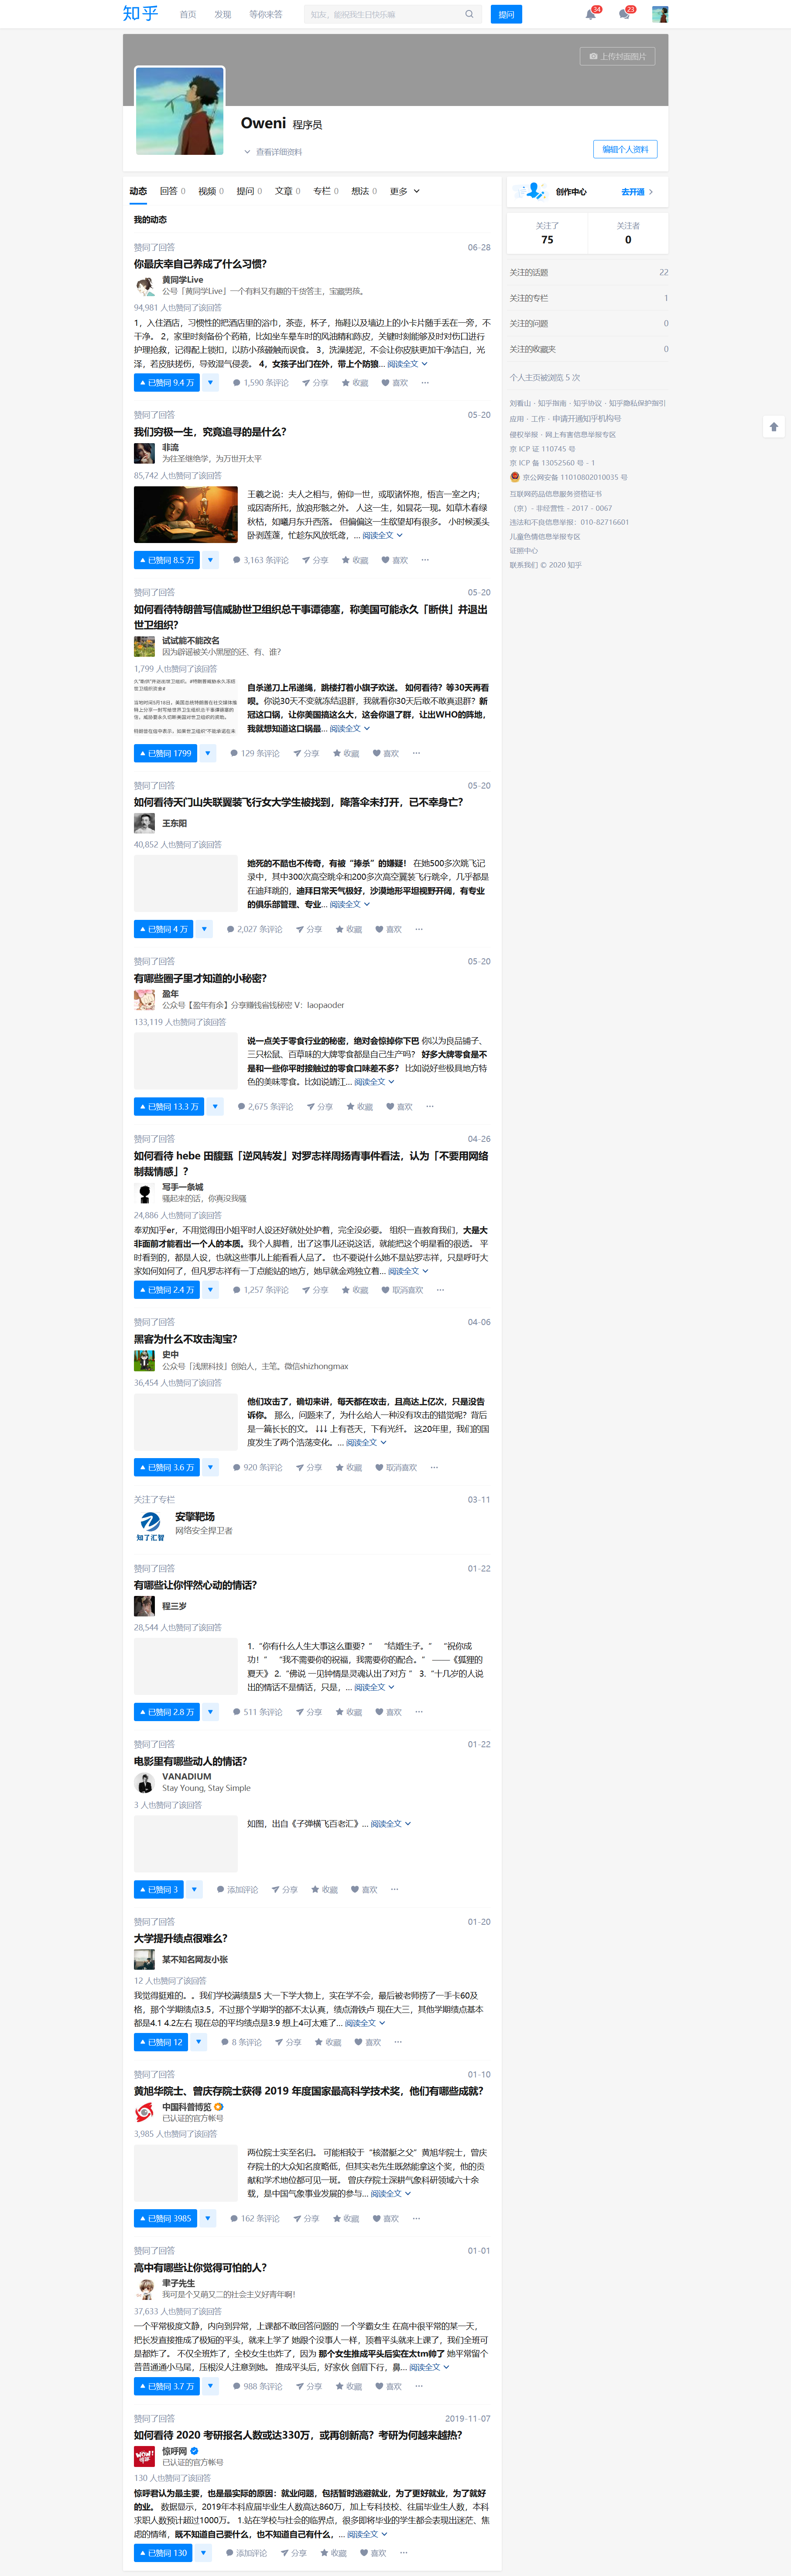 知乎 首页 发现 等你来答 知友，能祝我生日快乐嘛 提问 34 23
上传封面图片
Oweni 程序员
查看详细资料
编辑个人资料
动态 回答 0 视频 0 提问 0 文章 0 专栏 0 想法 0 更多
我的动态
赞同了回答 06-28
你最庆幸自己养成了什么习惯？
黄同学Live
公号「黄同学Live」一个有料又有趣的干货答主，宝藏男孩。
94,981 人也赞同了该回答
1，入住酒店，习惯性的把酒店里的浴巾，茶壶，杯子，拖鞋以及墙边上的小卡片随手丢在一旁，不
干净。 2，家里时刻备份个药箱，比如坐车晕车时的风油精和陈皮，关键时刻能够及时对伤口进行
护理抢救，记得配上锁扣，以防小孩碰触而误食。 3，洗澡搓泥，不会让你皮肤更加干净洁白，光
泽，若皮肤搓伤，导致湿气侵袭。 4，女孩子出门在外，带上个防狼... 阅读全文
已赞同 9.4 万 1,590 条评论 分享 收藏 喜欢
赞同了回答 05-20
我们穷极一生，究竟追寻的是什么？
非流
为往圣继绝学，为万世开太平
85,742 人也赞同了该回答
王羲之说：夫人之相与，俯仰一世，或取诸怀抱，悟言一室之内；
或因寄所托，放浪形骸之外。 人这一生，如昙花一现。如草木春绿
秋枯，如曦月东升西落。 但偏偏这一生欲望却有很多。 小时候溪头
卧剥莲蓬，忙趁东风放纸鸢，... 阅读全文
已赞同 8.5 万 3,163 条评论 分享 收藏 喜欢
赞同了回答 05-20
如何看待特朗普写信威胁世卫组织总干事谭德塞，称美国可能永久「断供」并退出
世卫组织？
试试能不能改名
因为辟谣被关小黑屋的还、有、谁？
1,799 人也赞同了该回答
自杀递刀上吊递绳，跳楼打着小旗子欢送。 如何看待？等30天再看
呗。你说30天不变就冻结退群，我就看你30天后敢不敢真退群？新
冠这口锅，让你美国搞这么大，这会你退了群，让出WHO的阵地，
我就想知道这口锅最... 阅读全文
已赞同 1799 129 条评论 分享 收藏 喜欢
赞同了回答 05-20
如何看待天门山失联翼装飞行女大学生被找到，降落伞未打开，已不幸身亡？
王东阳
40,852 人也赞同了该回答
她死的不酷也不传奇，有被“捧杀”的嫌疑！ 在她500多次跳飞记
录中，其中300次高空跳伞和200多次高空翼装飞行跳伞，几乎都是
在迪拜跳的，迪拜日常天气极好，沙漠地形平坦视野开阔，有专业
的俱乐部管理、专业... 阅读全文
已赞同 4 万 2,027 条评论 分享 收藏 喜欢
赞同了回答 05-20
有哪些圈子里才知道的小秘密？
盈年
公众号【盈年有余】分享赚钱省钱秘密 V：laopaoder
133,119 人也赞同了该回答
说一点关于零食行业的秘密，绝对会惊掉你下巴 你以为良品铺子、
三只松鼠、百草味的大牌零食都是自己生产吗？ 好多大牌零食是不
是和一些你平时接触过的零食口味差不多？ 比如说好些极具地方特
色的美味零食。比如说靖江... 阅读全文
已赞同 13.3 万 2,675 条评论 分享 收藏 喜欢
赞同了回答 04-26
如何看待 hebe 田馥甄「逆风转发」对罗志祥周扬青事件看法，认为「不要用网络
制裁情感」？
写手一条城
骚起来的话，你真没我骚
24,886 人也赞同了该回答
奉劝知乎er，不用觉得田小姐平时人设还好就处处护着，完全没必要。 组织一直教育我们，大是大
非面前才能看出一个人的本质。我个人脚着，出了这事儿还说这话，就能把这个明星看的很透。 平
时看到的，都是人设，也就这些事儿上能看看人品了。 也不要说什么她不是站罗志祥，只是呼吁大
家如何如何了，但凡罗志祥有一丁点能站的地方，她早就金鸡独立着... 阅读全文
已赞同 2.4 万 1,257 条评论 分享 收藏 取消喜欢
赞同了回答 04-06
黑客为什么不攻击淘宝？
史中
公众号「浅黑科技」创始人，主笔。微信shizhongmax
36,454 人也赞同了该回答
他们攻击了，确切来讲，每天都在攻击，且高达上亿次，只是没告
诉你。 那么，问题来了，为什么给人一种没有攻击的错觉呢？背后
是一篇长长的文。 ↓↓↓ 上有苍天，下有光纤。 这20年里，我们的国
度发生了两个浩荡变化。... 阅读全文
已赞同 3.6 万 920 条评论 分享 收藏 取消喜欢
关注了专栏 03-11
安擎靶场
知了汇智 网络安全捍卫者
赞同了回答 01-22
有哪些让你怦然心动的情话？
程三岁
28,544 人也赞同了该回答
1.“你有什么人生大事这么重要？” “结婚生子。” “祝你成
功！” “我不需要你的祝福，我需要你的配合。” ——《狐狸的
夏天》 2.“佛说 一见钟情是灵魂认出了对方 ” 3.“十几岁的人说
出的情话不是情话，只是，... 阅读全文
已赞同 2.8 万 511 条评论 分享 收藏 喜欢
赞同了回答 01-22
电影里有哪些动人的情话？
VANADIUM
Stay Young, Stay Simple
3 人也赞同了该回答
如图，出自《子弹横飞百老汇》... 阅读全文
已赞同 3 添加评论 分享 收藏 喜欢
赞同了回答 01-20
大学提升绩点很难么？
某不知名网友小张
12 人也赞同了该回答
我觉得挺难的。。我们学校满绩是5 大一下学大物上，实在学不会，最后被老师捞了一手卡60及
格，那个学期绩点3.5，不过那个学期学的都不太认真，绩点滑铁卢 现在大三，其他学期绩点基本
都是4.1 4.2左右 现在总的平均绩点是3.9 想上4可太难了... 阅读全文
已赞同 12 8 条评论 分享 收藏 喜欢
赞同了回答 01-10
黄旭华院士、曾庆存院士获得 2019 年度国家最高科学技术奖，他们有哪些成就？
中国科普博览
已认证的官方帐号
3,985 人也赞同了该回答
两位院士实至名归。 可能相较于“核潜艇之父”黄旭华院士，曾庆
存院士的大众知名度略低，但其实老先生既然能拿这个奖，他的贡
献和学术地位都可见一斑。 曾庆存院士深耕气象科研领域六十余
载，是中国气象事业发展的参与... 阅读全文
已赞同 3985 162 条评论 分享 收藏 喜欢
赞同了回答 01-01
高中有哪些让你觉得可怕的人？
聿子先生
我可是个又萌又二的社会主义好青年啊！
37,633 人也赞同了该回答
一个平常极度文静，内向到异常，上课都不敢回答问题的 一个学霸女生 在高中很平常的某一天，
把长发直接推成了极短的平头，就来上学了 她跟个没事人一样，顶着平头就来上课了，我们全班可
是都炸了。 不仅全班炸了，全校女生也炸了，因为 那个女生推成平头后实在太tm帅了 她平常留个
普普通通小马尾，压根没人注意到她。 推成平头后，好家伙 剑眉下行，鼻... 阅读全文
已赞同 3.7 万 988 条评论 分享 收藏 喜欢
赞同了回答 2019-11-07
如何看待 2020 考研报名人数或达330万，或再创新高？考研为何越来越热？
惊呼网
已认证的官方帐号
130 人也赞同了该回答
惊呼君认为最主要，也是最实际的原因：就业问题，包括暂时逃避就业，为了更好就业，为了就好
的业。 数据显示，2019年本科应届毕业生人数高达860万，加上专科技校、往届毕业生人数，本科
求职人数预计超过1000万。 1.站在学校与社会的临界点，很多即将毕业的学生都会表现出迷茫、焦
虑的情绪，既不知道自己要什么，也不知道自己有什么，... 阅读全文
已赞同 130 添加评论 分享 收藏 喜欢
创作中心 去开通
关注了 关注者
75 0
关注的话题 22
关注的专栏 1
关注的问题 0
关注的收藏夹 0
个人主页被浏览 5 次
刘看山 · 知乎指南 · 知乎协议 · 知乎隐私保护指引
应用 · 工作 · 申请开通知乎机构号
侵权举报 · 网上有害信息举报专区
京 ICP 证 110745 号
京 ICP 备 13052560 号 - 1
京公网安备 11010802010035 号
互联网药品信息服务资格证书
（京）- 非经营性 - 2017 - 0067
违法和不良信息举报：010-82716601
儿童色情信息举报专区
证照中心
联系我们 © 2020 知乎